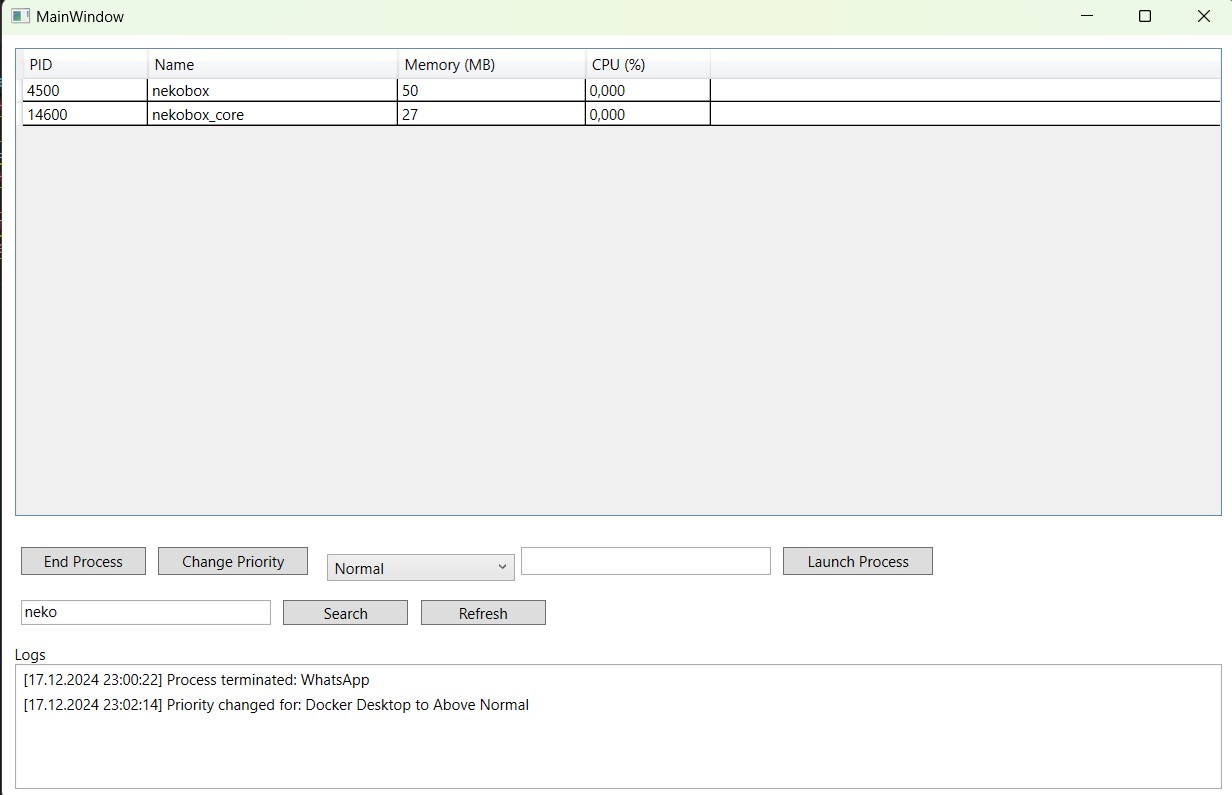 MainWindow
PID Name Memory (MB) CPU (%)
4500 nekobox 50 0,000
14600 nekobox_core 27 0,000
End Process Change Priority Normal Launch Process
neko Search Refresh
Logs
[17.12.2024 23:00:22] Process terminated: WhatsApp
[17.12.2024 23:02:14] Priority changed for: Docker Desktop to Above Normal